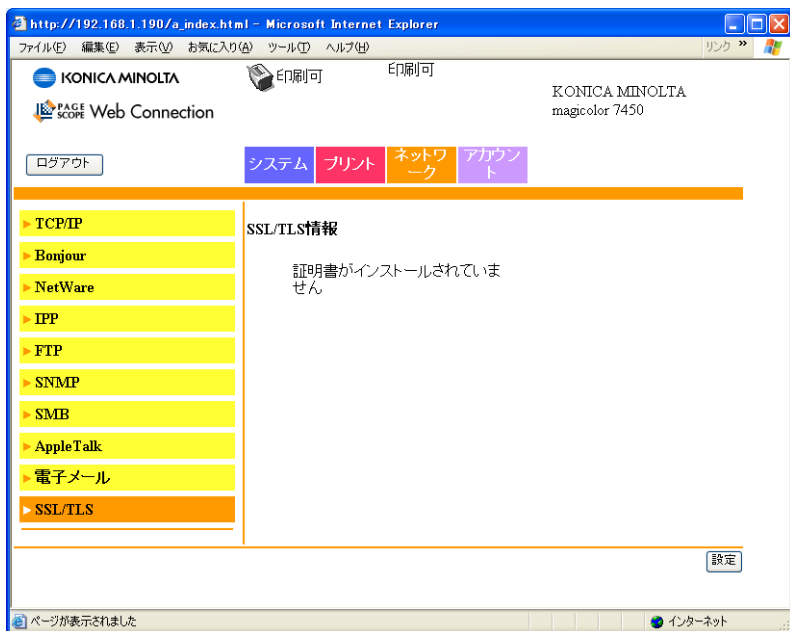 http://192.168.1.190/a_index.html - Microsoft Internet Explorer
ファイル(F) 編集(E) 表示(V) お気に入り(A) ツール(T) ヘルプ(H) リンク »
KONICA MINOLTA
印刷可
印刷可
KONICA MINOLTA
magicolor 7450
PAGE SCOPE Web Connection
ログアウト
システム
プリント
ネットワ
ーク
アカウン
ト
TCP/IP
Bonjour
NetWare
IPP
FTP
SNMP
SMB
AppleTalk
電子メール
SSL/TLS
SSL/TLS情報
証明書がインストールされていま
せん
設定
ページが表示されました
インターネット